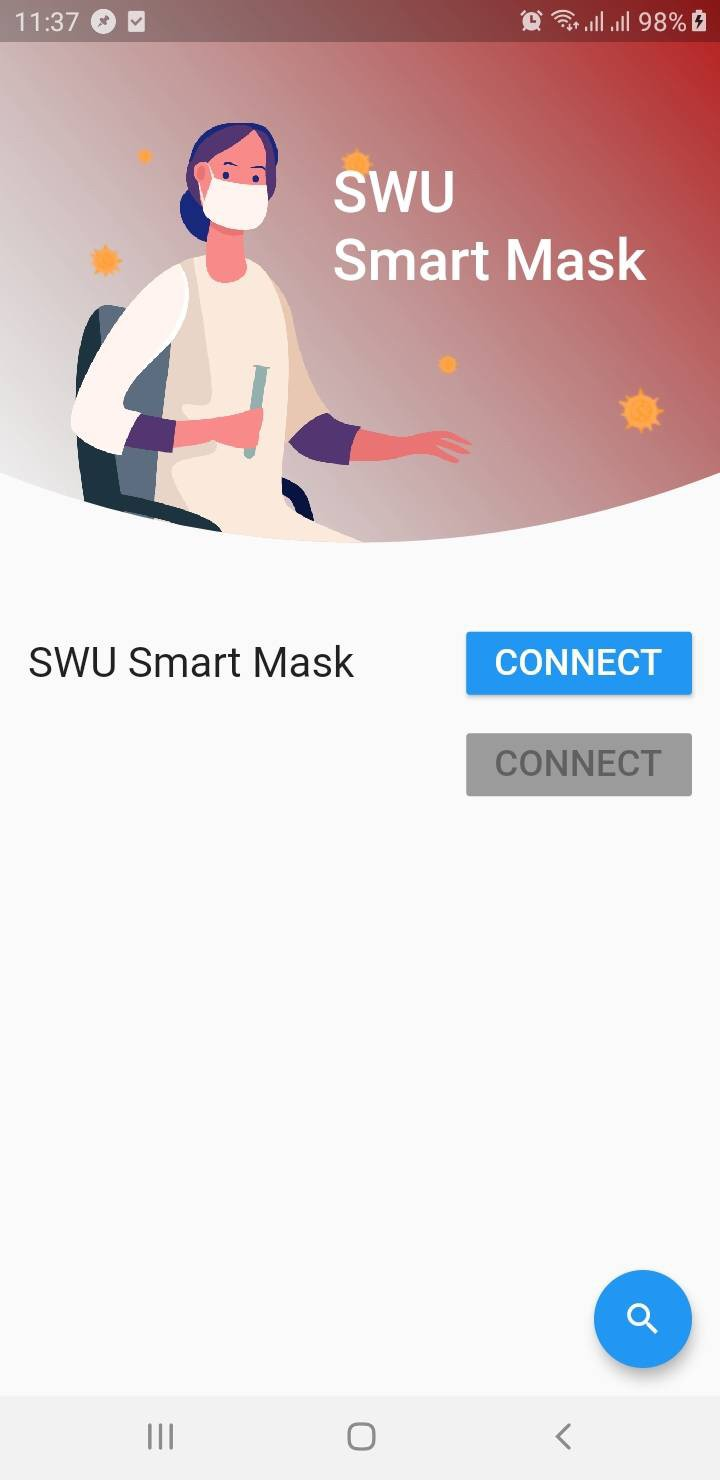 11:37
98%
SWU
Smart Mask
SWU Smart Mask
CONNECT
CONNECT